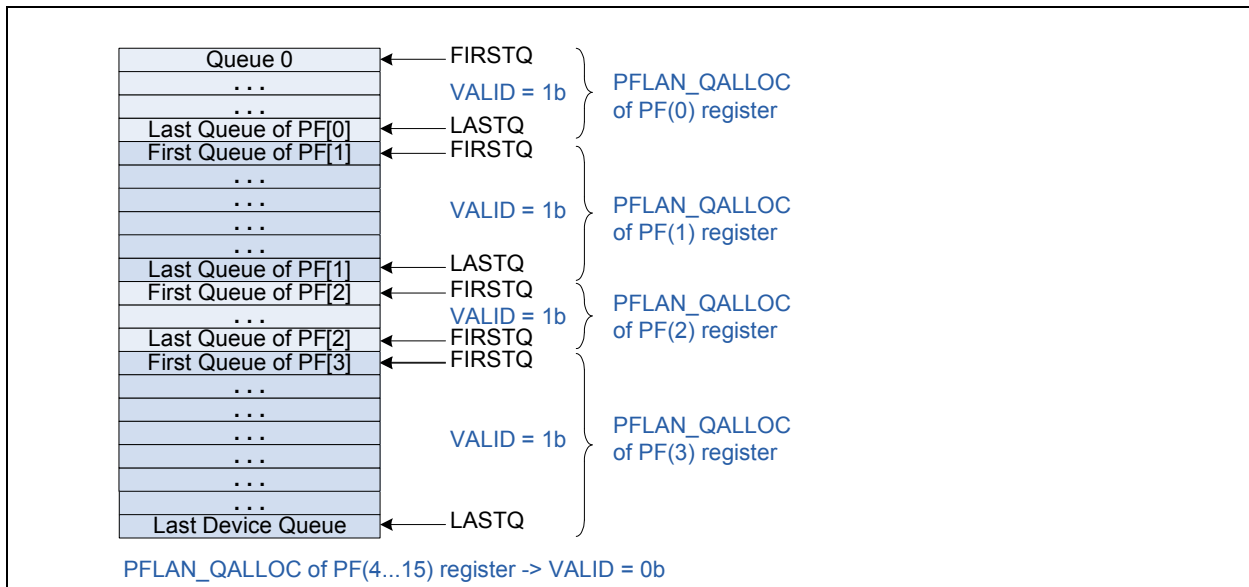 Queue 0 FIRSTQ
. . . VALID = 1b PFLAN_QALLOC
. . . of PF(0) register
Last Queue of PF[0] LASTQ
First Queue of PF[1] FIRSTQ
. . .
. . . VALID = 1b PFLAN_QALLOC
. . . of PF(1) register
. . .
Last Queue of PF[1] LASTQ
First Queue of PF[2] FIRSTQ
. . . VALID = 1b PFLAN_QALLOC
Last Queue of PF[2] FIRSTQ of PF(2) register
First Queue of PF[3] FIRSTQ
. . .
. . .
. . . VALID = 1b PFLAN_QALLOC
. . . of PF(3) register
. . .
. . .
Last Device Queue LASTQ
PFLAN_QALLOC of PF(4...15) register -> VALID = 0b